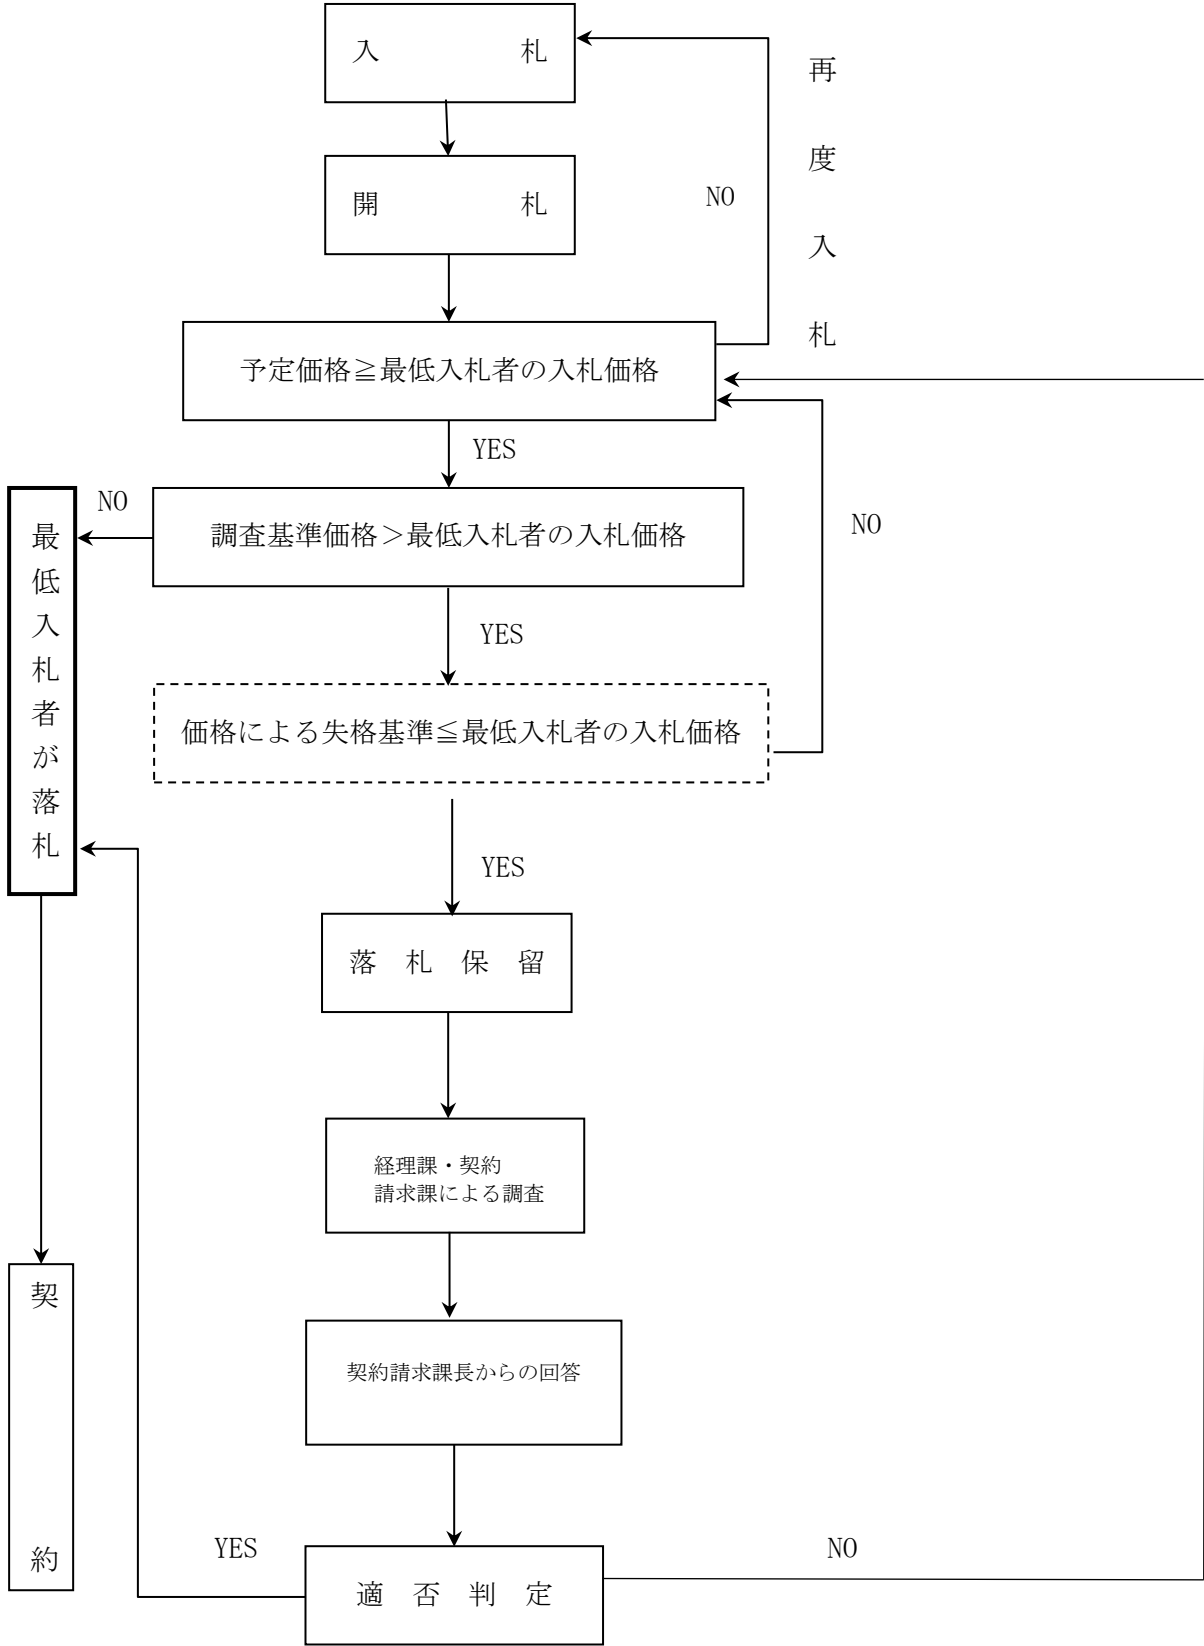 入　　　　　札
再度入札
開　　　　　札
NO
予定価格≧最低入札者の入札価格
YES
NO
調査基準価格＞最低入札者の入札価格
NO
最低入札者が落札
YES
価格による失格基準≦最低入札者の入札価格
YES
落　札　保　留
経理課・契約
請求課による調査
契約請求課長からの回答
契　　　　約
YES
NO
適　否　判　定